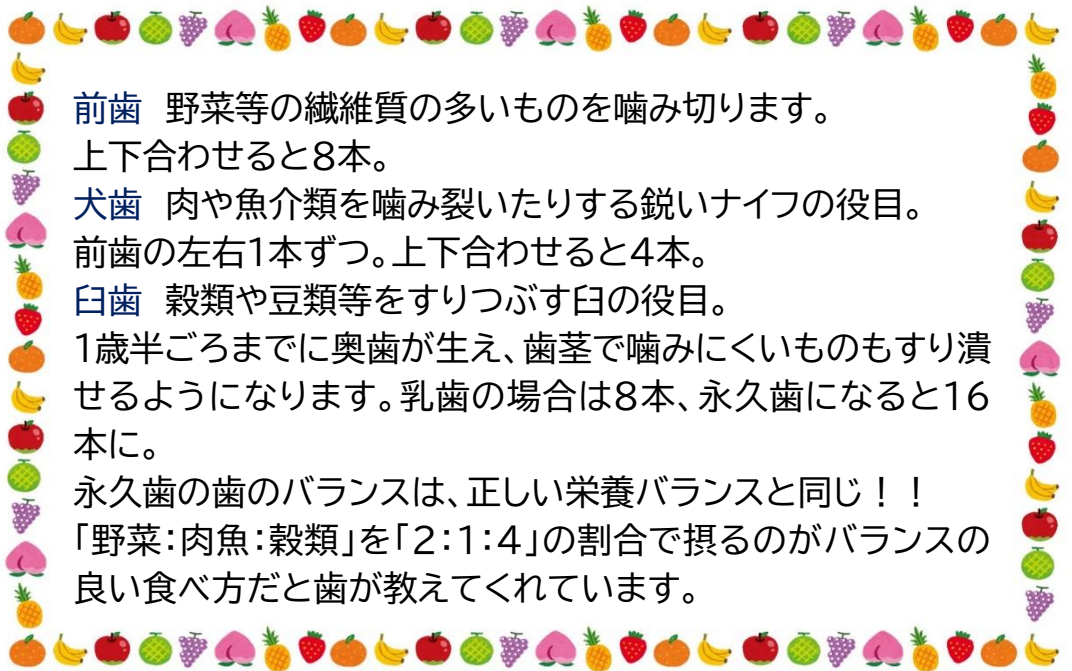 前歯　野菜等の繊維質の多いものを噛み切ります。
上下合わせると8本。
犬歯　肉や魚介類を噛み裂いたりする鋭いナイフの役目。
前歯の左右1本ずつ。上下合わせると4本。
臼歯　穀類や豆類等をすりつぶす臼の役目。
1歳半ごろまでに奥歯が生え、歯茎で噛みにくいものもすり潰
せるようになります。乳歯の場合は8本、永久歯になると16
本に。
永久歯の歯のバランスは、正しい栄養バランスと同じ！！
「野菜：肉魚：穀類」を「2：1：4」の割合で摂るのがバランスの
良い食べ方だと歯が教えてくれています。